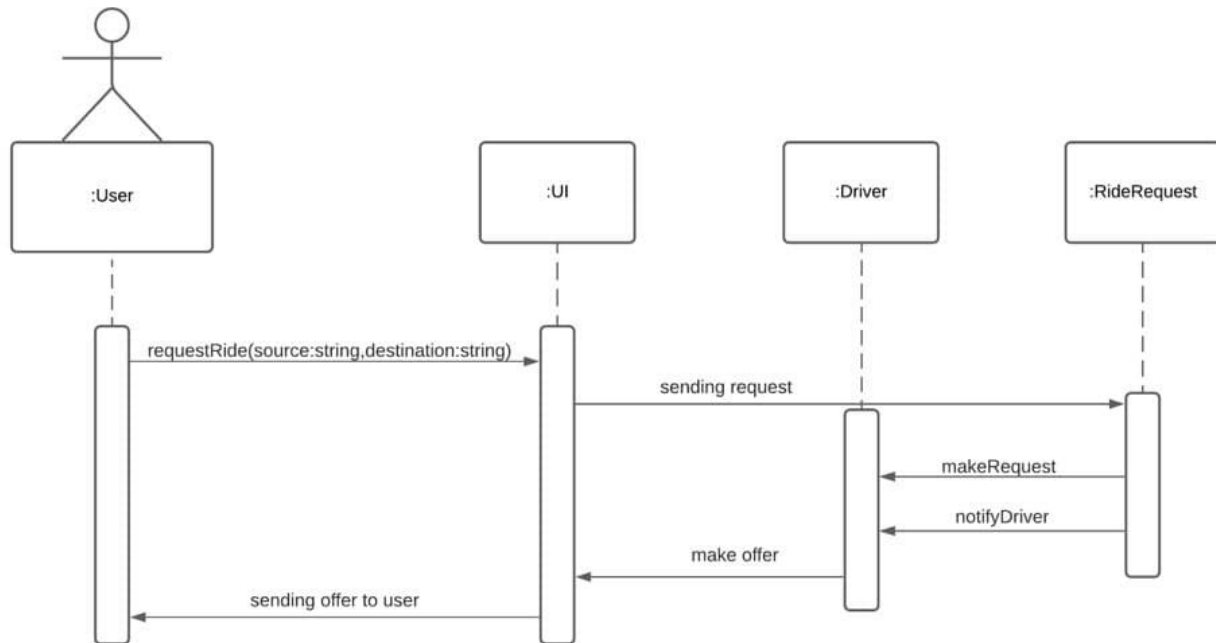 :User
:UI
:Driver
:RideRequest
requestRide(source:string,destination:string)
sending request
makeRequest
notifyDriver
make offer
sending offer to user